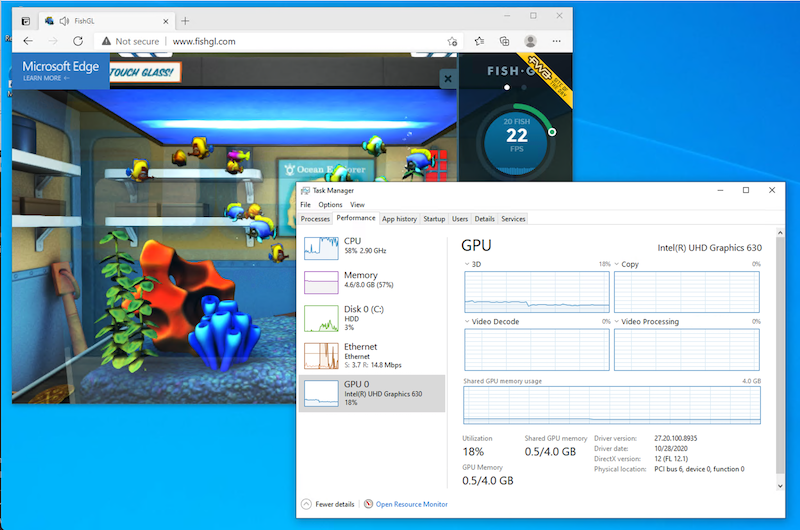 FishGL
Not secure
www.fishgl.com
Microsoft Edge
LEARN MORE
TOUCH GLASS!
FISH·G
FWA
OF THE DAY
20 FISH
22
FPS
Ocean Explorer
Task Manager
File Options View
Processes Performance App history Startup Users Details Services
CPU
58% 2.90 GHz
Memory
4.6/8.0 GB (57%)
Disk 0 (C:)
HDD
3%
Ethernet
Ethernet
S: 3.7 R: 14.8 Mbps
GPU 0
Intel(R) UHD Graphics 630
18%
GPU
Intel(R) UHD Graphics 630
3D 18%
Copy 0%
Video Decode 0%
Video Processing 0%
Shared GPU memory usage 4.0 GB
Utilization
18%
Shared GPU memory
0.5/4.0 GB
GPU Memory
0.5/4.0 GB
Driver version: 27.20.100.8935
Driver date: 10/28/2020
DirectX version: 12 (FL 12.1)
Physical location: PCI bus 6, device 0, function 0
Fewer details
Open Resource Monitor